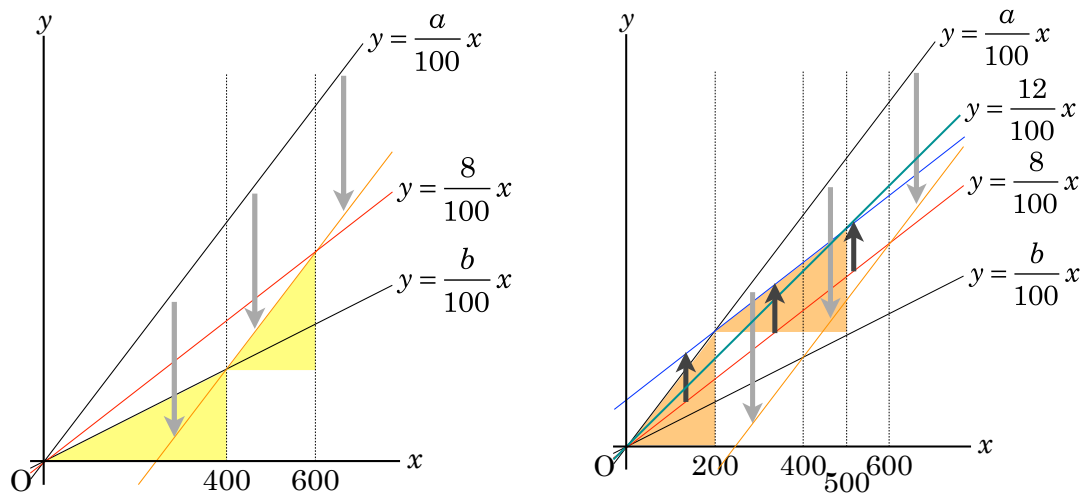 y
y = a/100 x
y = 8/100 x
y = b/100 x
O
400
600
x
y
y = a/100 x
y = 12/100 x
y = 8/100 x
y = b/100 x
O
200
400
500
600
x